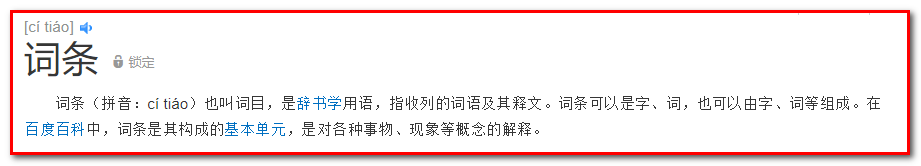 [cí tiáo]
词条 锁定
词条（拼音：cí tiáo）也叫词目，是辞书学用语，指收列的词语及其释文。词条可以是字、词，也可以由字、词等组成。在
百度百科中，词条是其构成的基本单元，是对各种事物、现象等概念的解释。